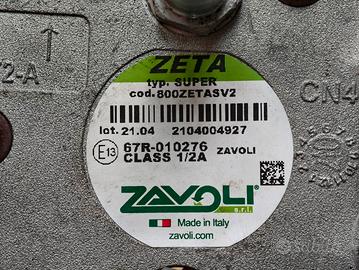 ZETA
typ. SUPER
cod. 800ZETASV2
lot. 21.04 2104004927
E13 67R-010276 ZAVOLI
CLASS 1/2A
ZAVOLI
s.r.l.
Made in Italy
zavoli.com
2-A
CN4